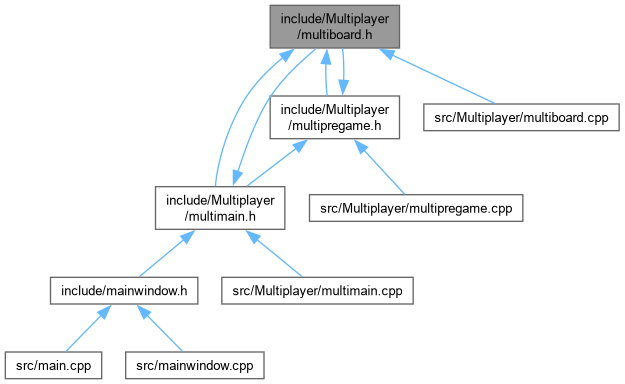 include/Multiplayer
/multiboard.h
include/Multiplayer
/multipregame.h
src/Multiplayer/multiboard.cpp
include/Multiplayer
/multimain.h
src/Multiplayer/multipregame.cpp
include/mainwindow.h
src/Multiplayer/multimain.cpp
src/main.cpp
src/mainwindow.cpp